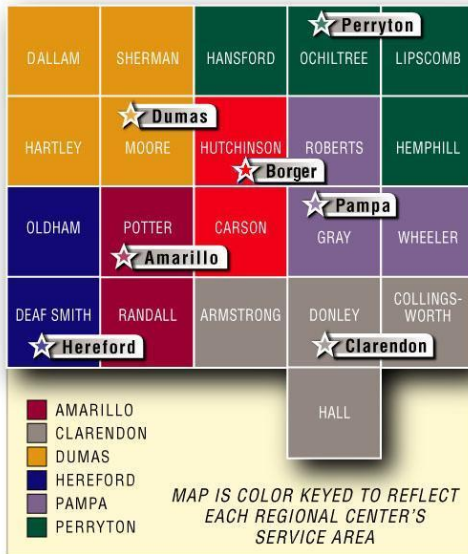 Perryton
DALLAM SHERMAN HANSFORD OCHILTREE LIPSCOMB
Dumas
HARTLEY MOORE HUTCHINSON ROBERTS HEMPHILL
Borger
Pampa
OLDHAM POTTER CARSON GRAY WHEELER
Amarillo
DEAF SMITH RANDALL ARMSTRONG DONLEY COLLINGS-
WORTH
Hereford Clarendon
HALL
AMARILLO
CLARENDON
DUMAS
HEREFORD
PAMPA
PERRYTON
MAP IS COLOR KEYED TO REFLECT
EACH REGIONAL CENTER'S
SERVICE AREA